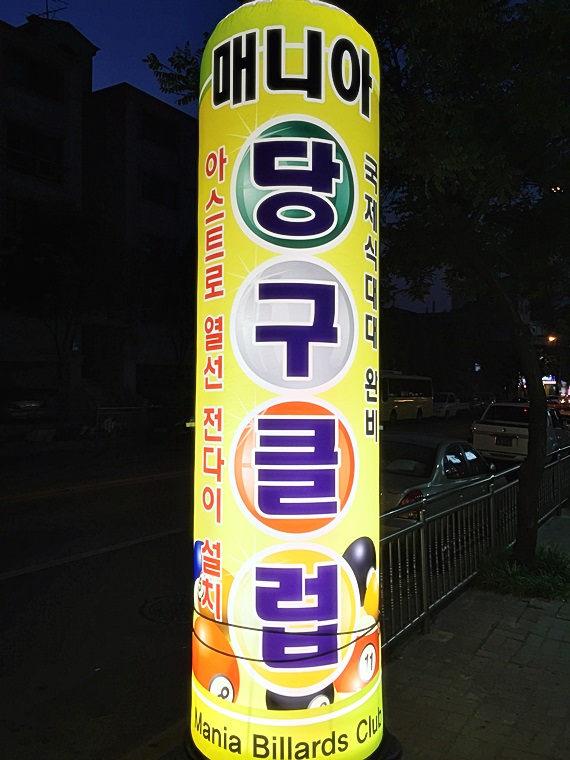 매니아
당구클럽
아스트로 열선 전다이 설치
국제식대대 완비
Mania Billards Club
11